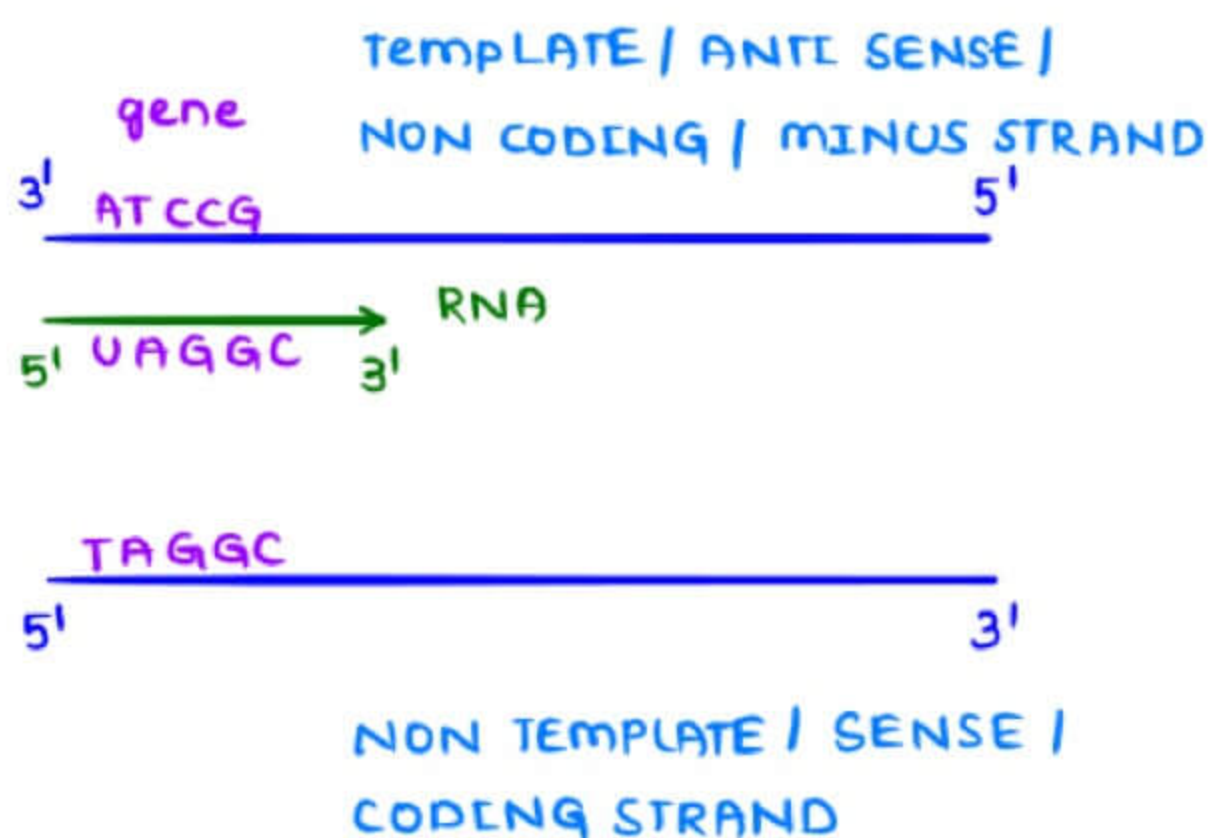 TempLATE / ANTI SENSE /
gene
NON CODING / MINUS STRAND
3' 5'
ATCCG
RNA
5' UAGGC 3'
TAGGC
5' 3'
NON TEMPLATE / SENSE /
CODING STRAND